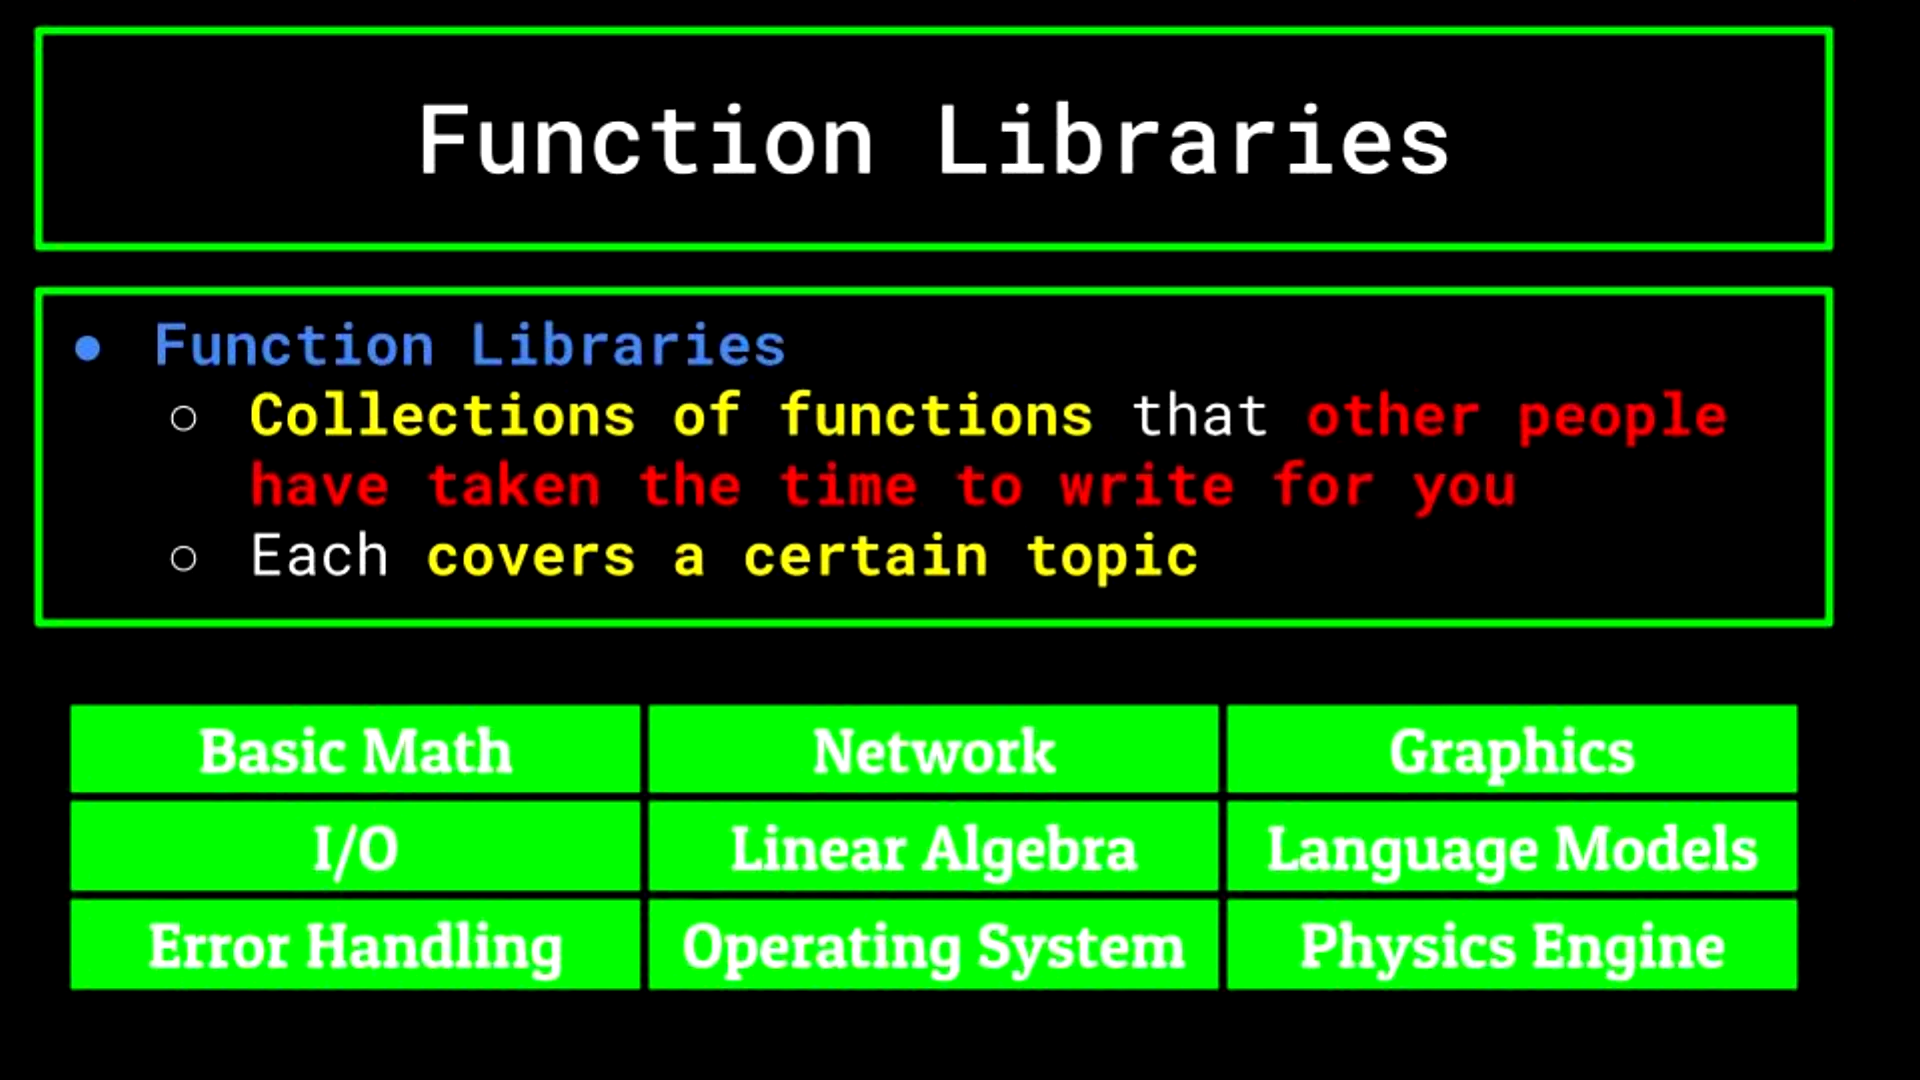 Function Libraries
● Function Libraries
○ Collections of functions that other people
have taken the time to write for you
○ Each covers a certain topic
Basic Math Network Graphics
I/O Linear Algebra Language Models
Error Handling Operating System Physics Engine